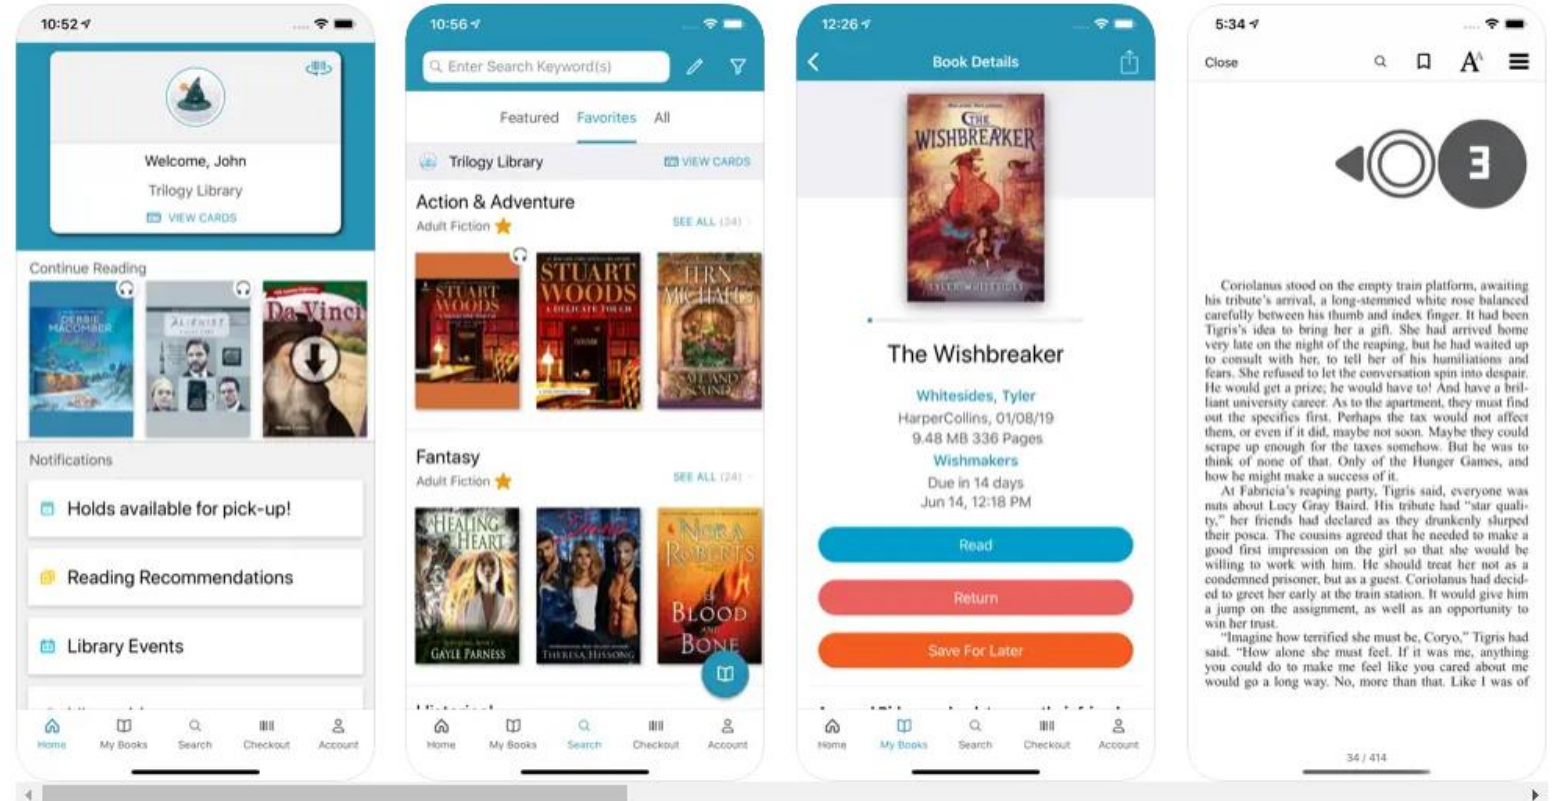 10:52
Welcome, John
Trilogy Library
VIEW CARDS
Continue Reading
DEBBIE
MACOMBER
ALIENIST
Da Vinci
Notifications
Holds available for pick-up!
Reading Recommendations
Library Events
Home
My Books
Search
Checkout
Account
10:56
Enter Search Keyword(s)
Featured
Favorites
All
Trilogy Library
VIEW CARDS
Action & Adventure
Adult Fiction
SEE ALL (24)
STUART
WOODS
STUART
WOODS
A DELICATE TOUCH
FERN
MICHAELS
SAFE AND
SOUND
Fantasy
Adult Fiction
SEE ALL (24)
HEALING
HEART
GAYLE PARNESS
THERESA HISSONG
NORA
ROBERTS
OF
BLOOD
AND
BONE
Home
My Books
Search
Checkout
Account
12:26
Book Details
THE
WISHBREAKER
TYLER WHITESIDES
The Wishbreaker
Whitesides, Tyler
HarperCollins, 01/08/19
9.48 MB 336 Pages
Wishmakers
Due in 14 days
Jun 14, 12:18 PM
Read
Return
Save For Later
Home
My Books
Search
Checkout
Account
5:34
Close
AA
3
Coriolanus stood on the empty train platform, awaiting
his tribute's arrival, a long-stemmed white rose balanced
carefully between his thumb and index finger. It had been
Tigris's idea to bring her a gift. She had arrived home
very late on the night of the reaping, but he had waited up
to consult with her, to tell her of his humiliations and
fears. She refused to let the conversation spin into despair.
He would get a prize; he would have to! And have a bril-
liant university career. As to the apartment, they must find
out the specifics first. Perhaps the tax would not affect
them, or even if it did, maybe not soon. Maybe they could
scrape up enough for the taxes somehow. But he was to
think of none of that. Only of the Hunger Games, and
how he might make a success of it.
At Fabricia's reaping party, Tigris said, everyone was
nuts about Lucy Gray Baird. His tribute had "star quali-
ty," her friends had declared as they drunkenly slurped
their posca. The cousins agreed that he needed to make a
good first impression on the girl so that she would be
willing to work with him. He should treat her not as a
condemned prisoner, but as a guest. Coriolanus had decid-
ed to greet her early at the train station. It would give him
a jump on the assignment, as well as an opportunity to
win her trust.
"Imagine how terrified she must be, Coryo," Tigris had
said. "How alone she must feel. If it was me, anything
you could do to make me feel like you cared about me
would go a long way. No, more than that. Like I was of
34 / 414